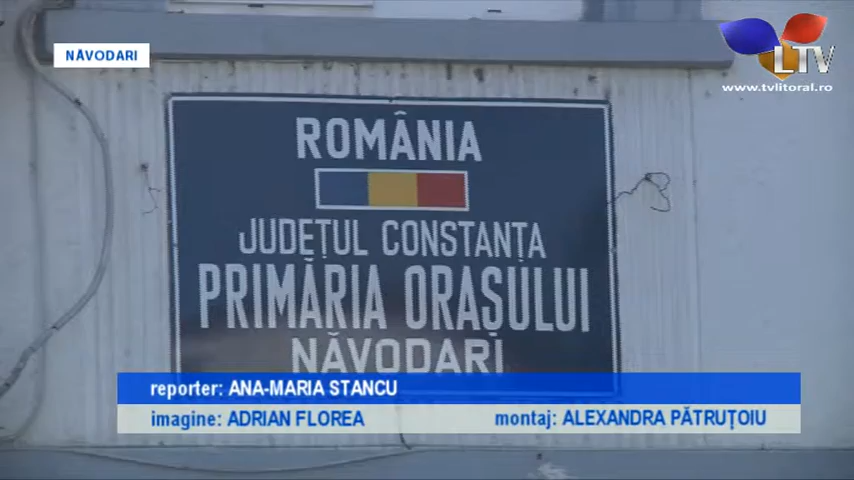 NĂVODARI
LTV
www.tvlitoral.ro
ROMÂNIA
JUDEȚUL CONSTANȚA
PRIMĂRIA ORAȘULUI
NĂVODARI
reporter: ANA-MARIA STANCU
imagine: ADRIAN FLOREA
montaj: ALEXANDRA PĂTRUȚOIU